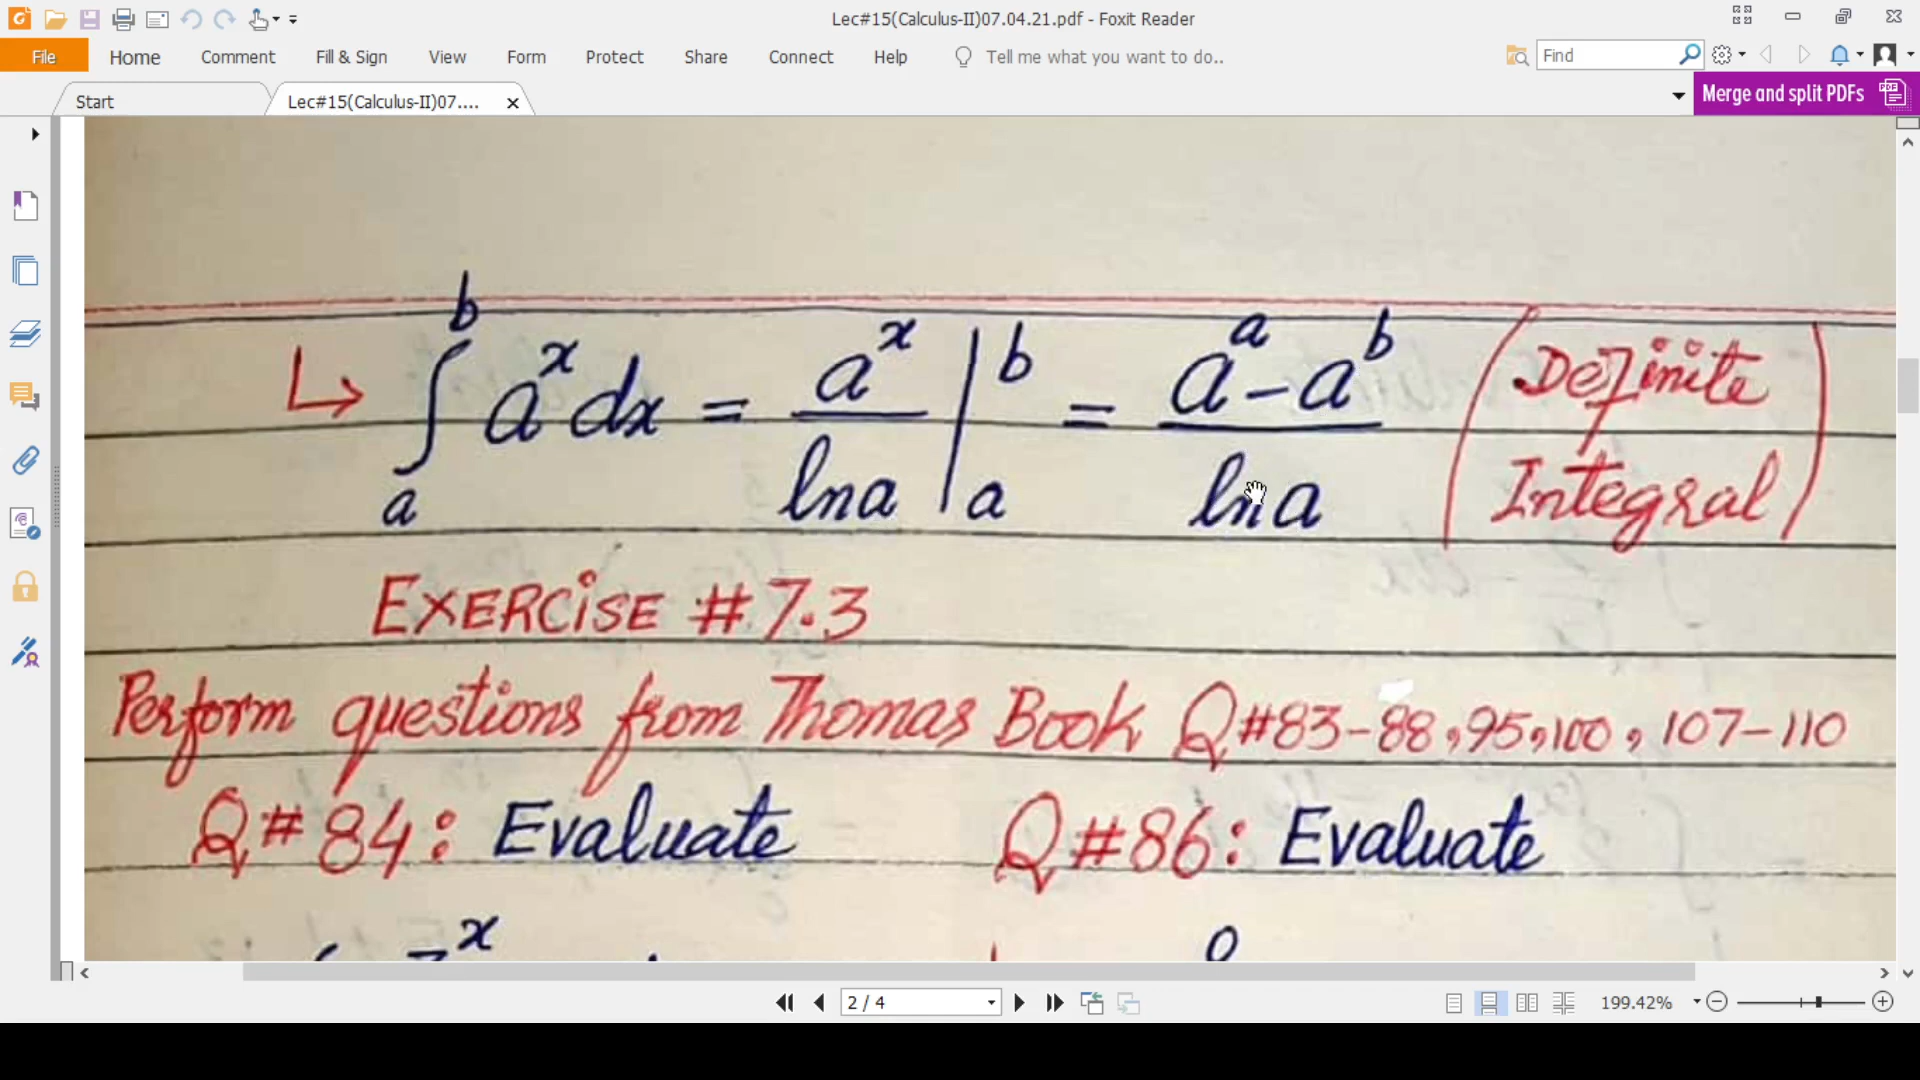 Lec#15(Calculus-II)07.04.21.pdf - Foxit Reader
File Home Comment Fill & Sign View Form Protect Share Connect Help Tell me what you want to do.. Find
Start Lec#15(Calculus-II)07.... Merge and split PDFs
↳ ∫_a^b a^x dx = a^x / ln a |_a^b = (a^a - a^b) / ln a (Definite Integral)
EXERCiSE # 7.3
Perform questions from Thomas Book Q#83-88, 95, 100, 107-110
Q#84: Evaluate Q#86: Evaluate
2 / 4 199.42%